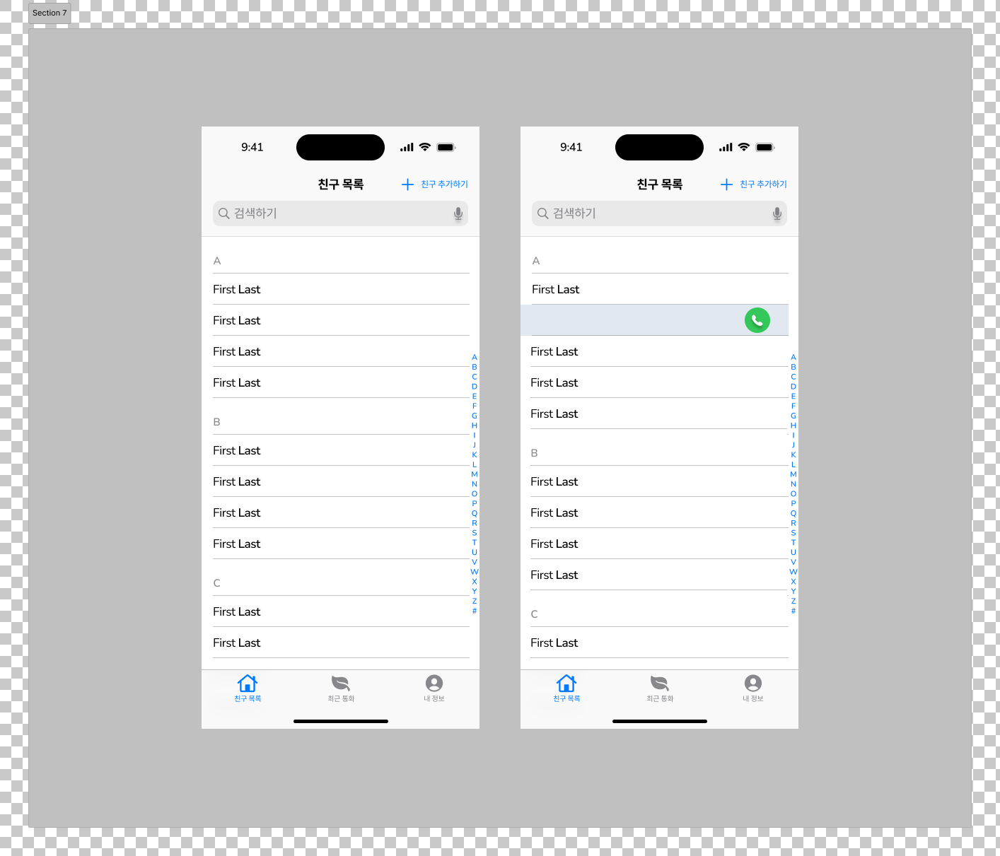 Section 7
9:41
친구 목록
친구 추가하기
검색하기
A
First Last
First Last
First Last
First Last
B
First Last
First Last
First Last
First Last
C
First Last
First Last
A
B
C
D
E
F
G
H
I
J
K
L
M
N
O
P
Q
R
S
T
U
V
W
X
Y
Z
#
친구 목록
최근 통화
내 정보
9:41
친구 목록
친구 추가하기
검색하기
A
First Last
First Last
First Last
First Last
B
First Last
First Last
First Last
First Last
C
First Last
A
B
C
D
E
F
G
H
I
J
K
L
M
N
O
P
Q
R
S
T
U
V
W
X
Y
Z
#
친구 목록
최근 통화
내 정보